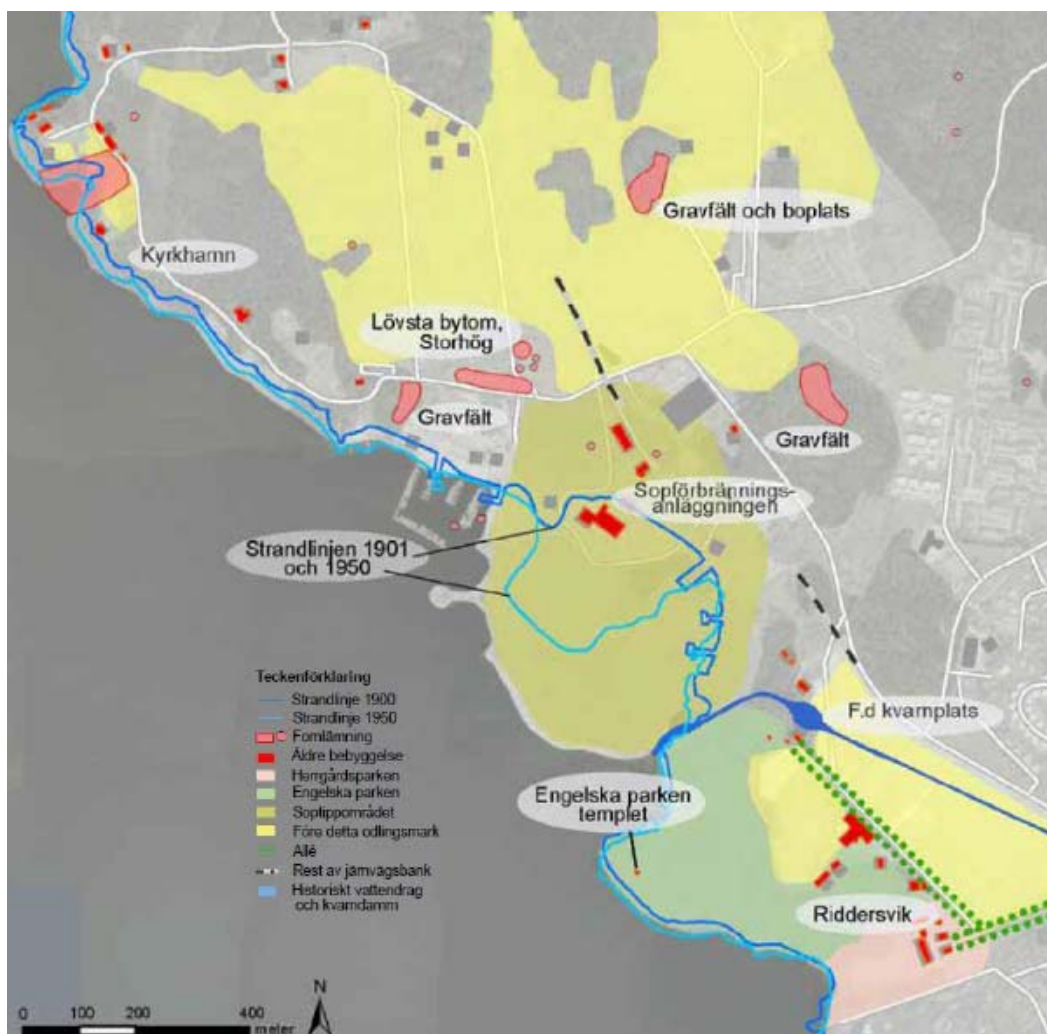 Gravfält och boplats
Kyrkhamn
Lövsta bytom,
Storhög
Gravfält
Gravfält
Sopförbrännings-
anläggningen
Strandlinjen 1901
och 1950
F.d kvarnplats
Engelska parken
templet
Riddersvik
Teckenförklaring
Strandlinje 1900
Strandlinje 1950
Fornlämning
Äldre bebyggelse
Herrgårdsparken
Engelska parken
Soptippområdet
Före detta odlingsmark
Allé
Rest av järnvägsbank
Historiskt vattendrag
och kvarndamm
N
0 100 200 400
meter